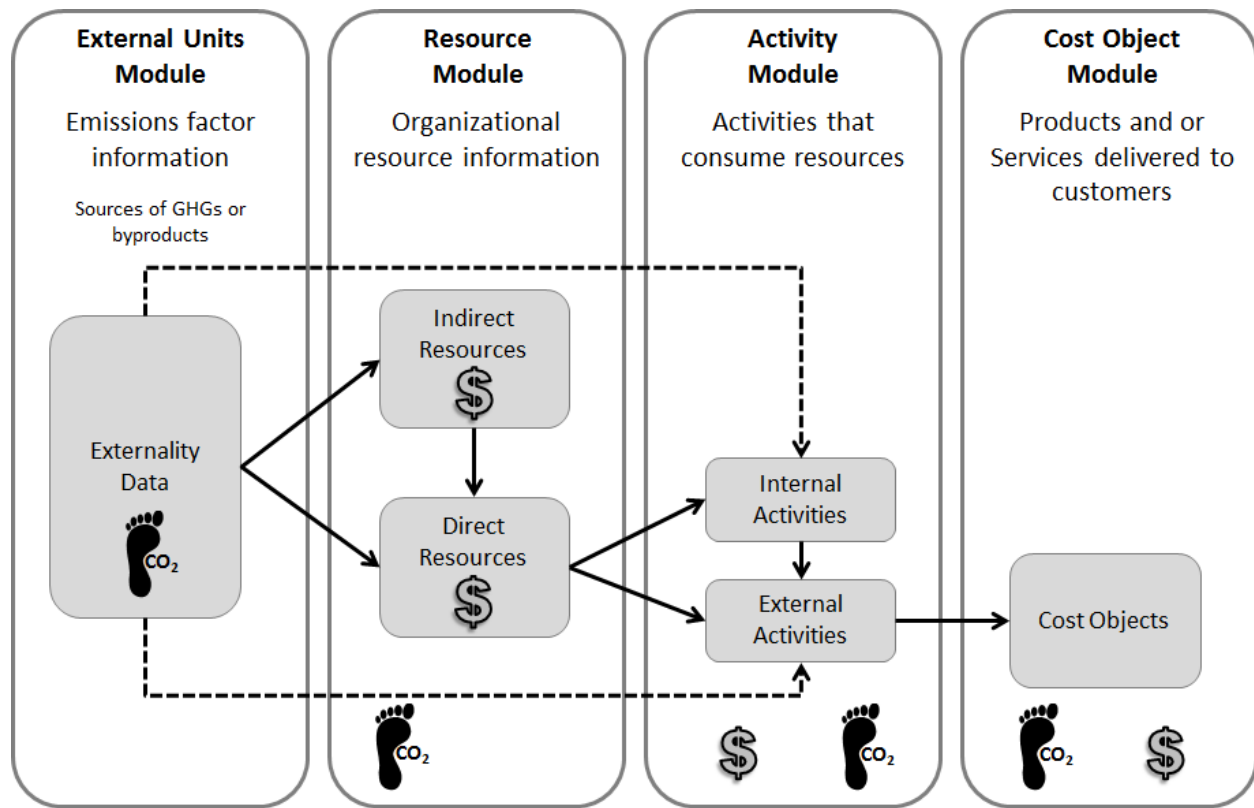 External Units
Module
Emissions factor
information
Sources of GHGs or
byproducts
Externality
Data
CO₂
Resource
Module
Organizational
resource information
Indirect
Resources
$
Direct
Resources
$
CO₂
Activity
Module
Activities that
consume resources
Internal
Activities
External
Activities
$
CO₂
Cost Object
Module
Products and or
Services delivered to
customers
Cost Objects
CO₂
$